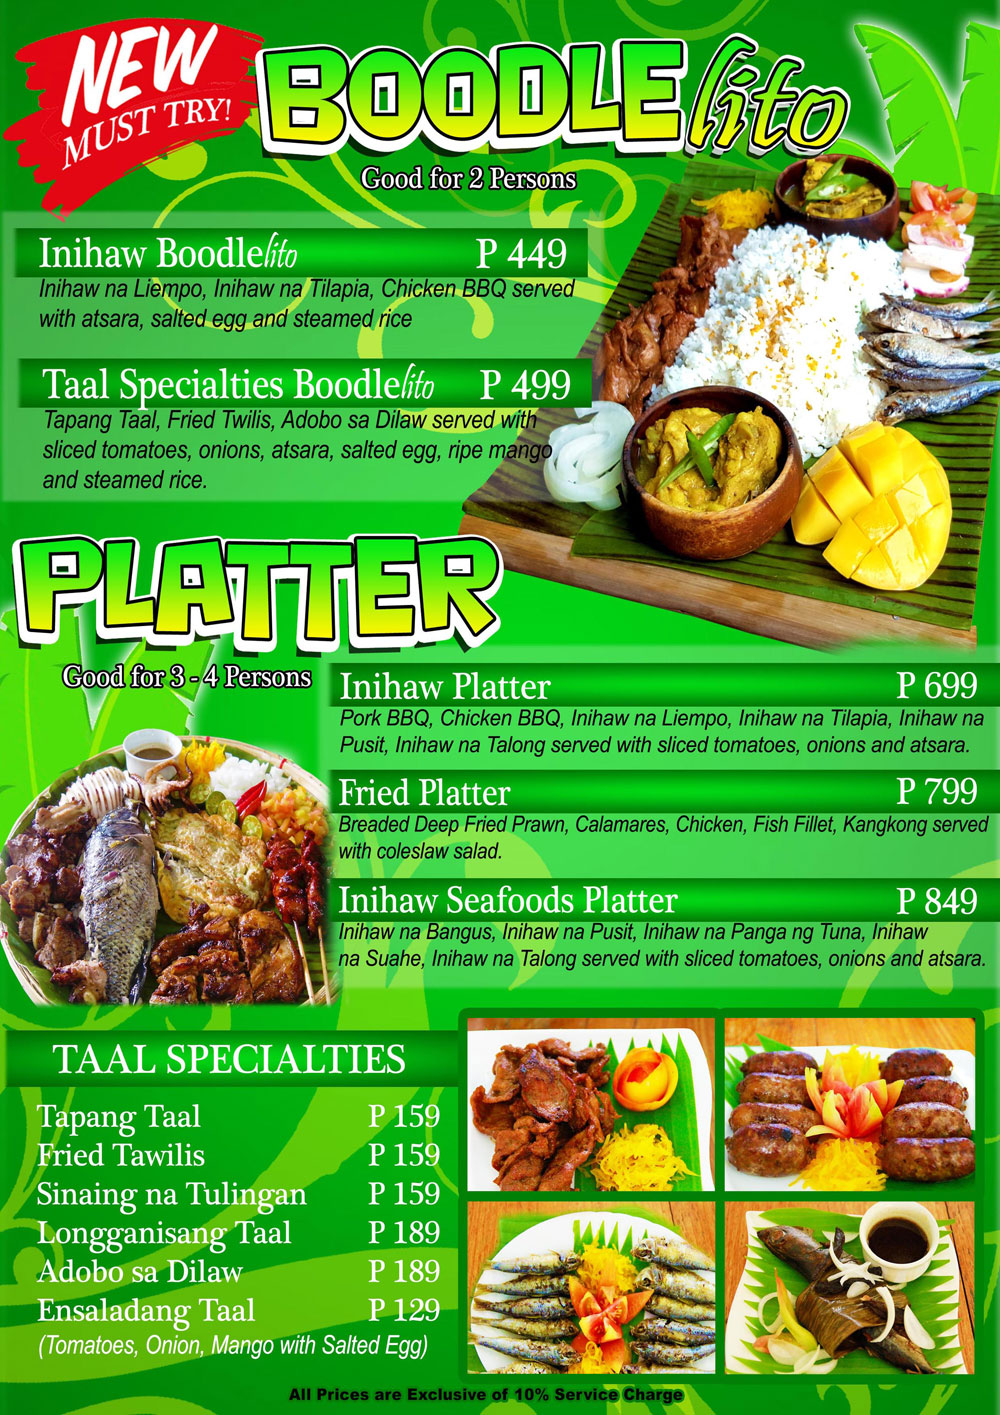 NEW
MUST TRY!
BOODLElito
Good for 2 Persons
Inihaw Boodlelito P 449
Inihaw na Liempo, Inihaw na Tilapia, Chicken BBQ served
with atsara, salted egg and steamed rice
Taal Specialties Boodlelito P 499
Tapang Taal, Fried Twilis, Adobo sa Dilaw served with
sliced tomatoes, onions, atsara, salted egg, ripe mango
and steamed rice.
PLATTER
Good for 3 - 4 Persons
Inihaw Platter P 699
Pork BBQ, Chicken BBQ, Inihaw na Liempo, Inihaw na Tilapia, Inihaw na
Pusit, Inihaw na Talong served with sliced tomatoes, onions and atsara.
Fried Platter P 799
Breaded Deep Fried Prawn, Calamares, Chicken, Fish Fillet, Kangkong served
with coleslaw salad.
Inihaw Seafoods Platter P 849
Inihaw na Bangus, Inihaw na Pusit, Inihaw na Panga ng Tuna, Inihaw
na Suahe, Inihaw na Talong served with sliced tomatoes, onions and atsara.
TAAL SPECIALTIES
Tapang Taal P 159
Fried Tawilis P 159
Sinaing na Tulingan P 159
Longganisang Taal P 189
Adobo sa Dilaw P 189
Ensaladang Taal P 129
(Tomatoes, Onion, Mango with Salted Egg)
All Prices are Exclusive of 10% Service Charge